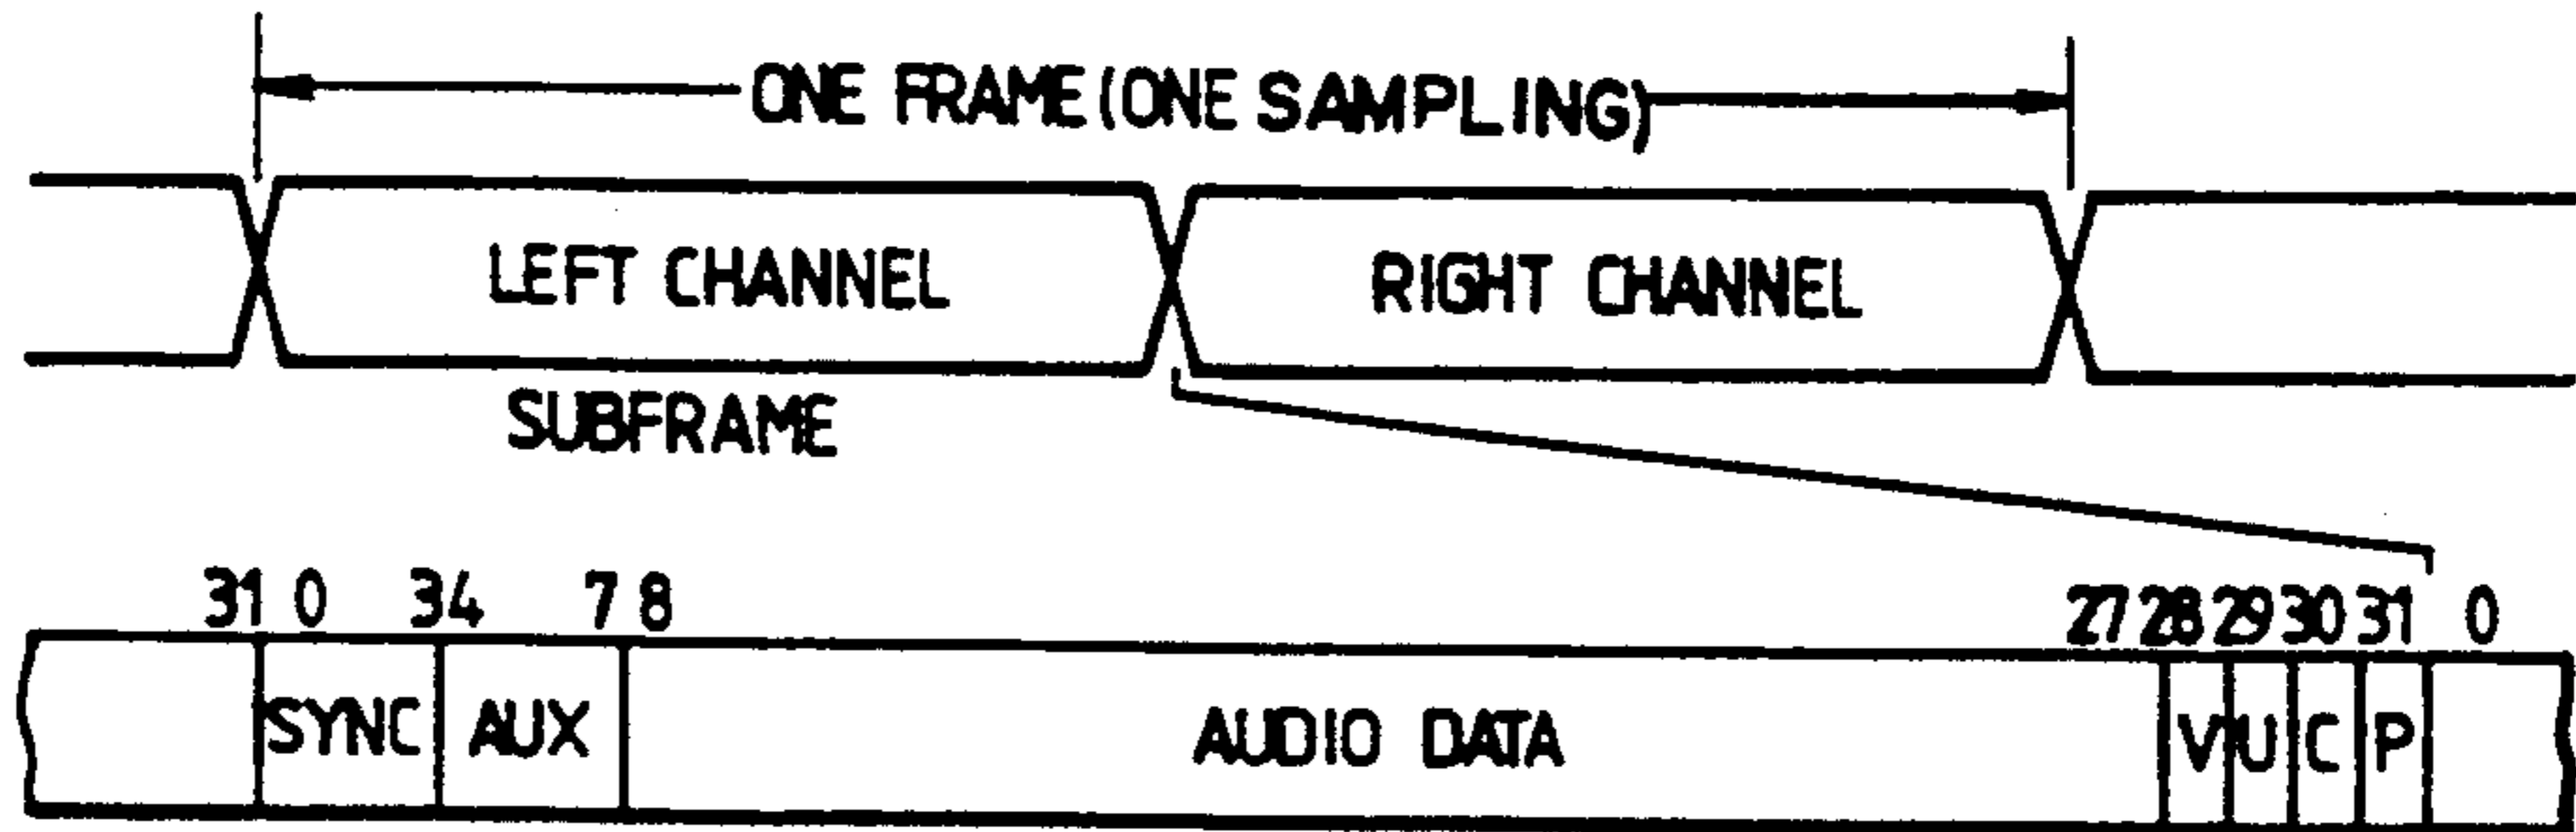 ONE FRAME (ONE SAMPLING)
LEFT CHANNEL RIGHT CHANNEL
SUBFRAME
31 0 3 4 7 8 27 28 29 30 31 0
SYNC AUX AUDIO DATA V U C P